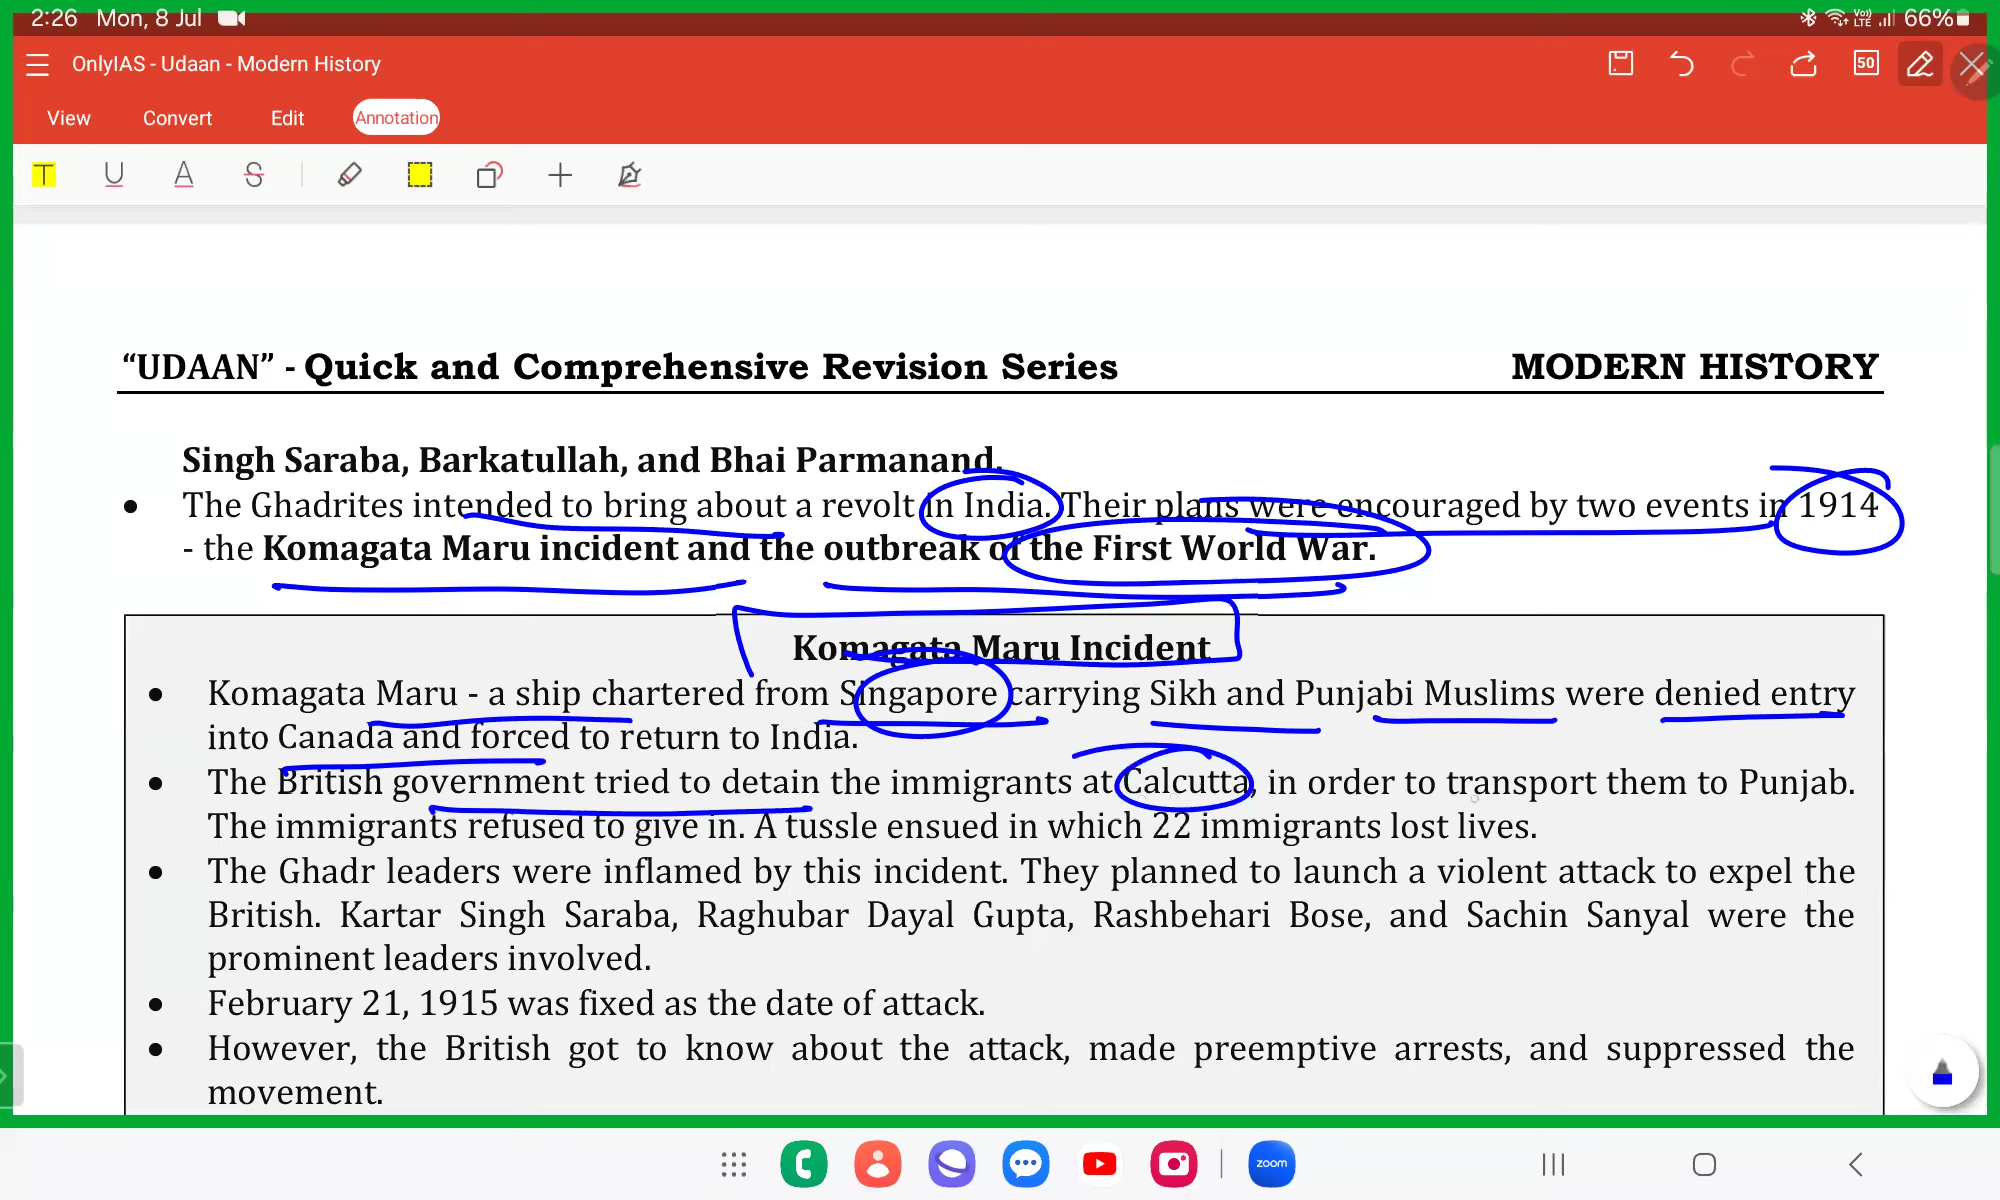 2:26 Mon, 8 Jul
Vo)) LTE 66%
OnlyIAS - Udaan - Modern History
50
View Convert Edit Annotation
T U A S
“UDAAN” - Quick and Comprehensive Revision Series MODERN HISTORY
Singh Saraba, Barkatullah, and Bhai Parmanand.
• The Ghadrites intended to bring about a revolt in India. Their plans were encouraged by two events in 1914
- the Komagata Maru incident and the outbreak of the First World War.
Komagata Maru Incident
• Komagata Maru - a ship chartered from Singapore carrying Sikh and Punjabi Muslims were denied entry
into Canada and forced to return to India.
• The British government tried to detain the immigrants at Calcutta, in order to transport them to Punjab.
The immigrants refused to give in. A tussle ensued in which 22 immigrants lost lives.
• The Ghadr leaders were inflamed by this incident. They planned to launch a violent attack to expel the
British. Kartar Singh Saraba, Raghubar Dayal Gupta, Rashbehari Bose, and Sachin Sanyal were the
prominent leaders involved.
• February 21, 1915 was fixed as the date of attack.
• However, the British got to know about the attack, made preemptive arrests, and suppressed the
movement.
zoom